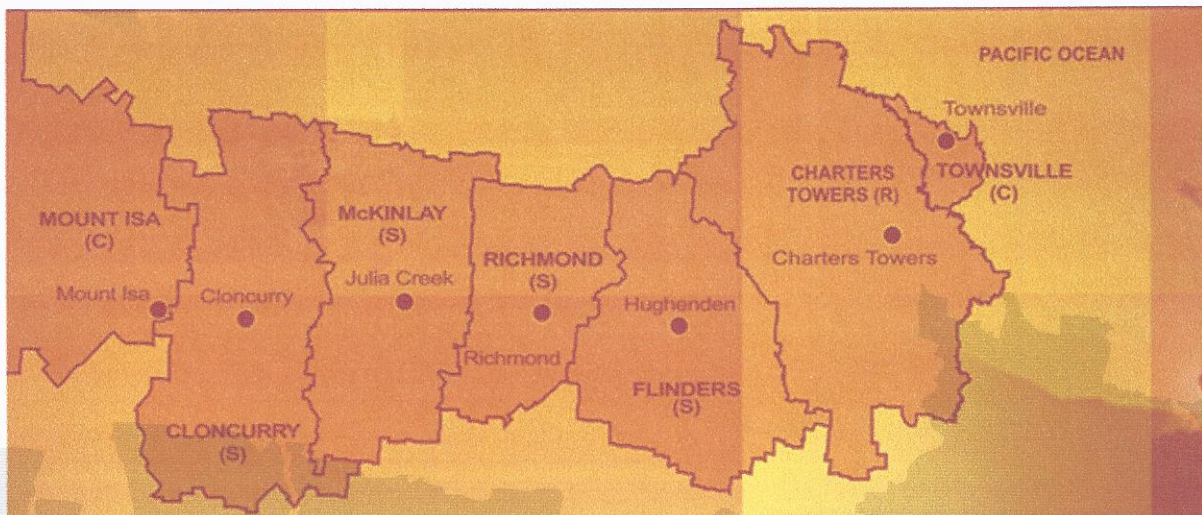 PACIFIC OCEAN
Townsville
TOWNSVILLE
(C)
CHARTERS
TOWERS (R)
Charters Towers
MOUNT ISA
(C)
Mount Isa
Cloncurry
CLONCURRY
(S)
McKINLAY
(S)
Julia Creek
RICHMOND
(S)
Richmond
Hughenden
FLINDERS
(S)